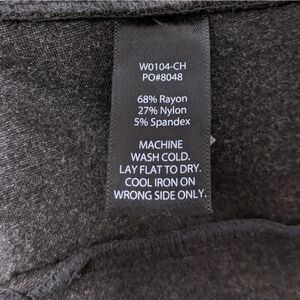 W0104-CH
PO#8048
68% Rayon
27% Nylon
5% Spandex
MACHINE
WASH COLD.
LAY FLAT TO DRY.
COOL IRON ON
WRONG SIDE ONLY.